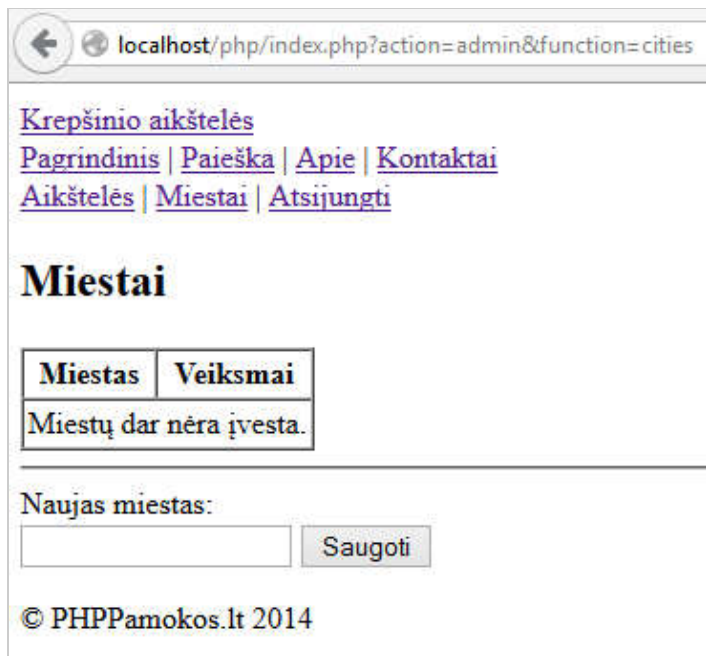 localhost/php/index.php?action=admin&function=cities
Krepšinio aikštelės
Pagrindinis | Paieška | Apie | Kontaktai
Aikštelės | Miestai | Atsijungti
Miestai
Miestas Veiksmai
Miestų dar nėra įvesta.
Naujas miestas:
Saugoti
© PHPPamokos.lt 2014